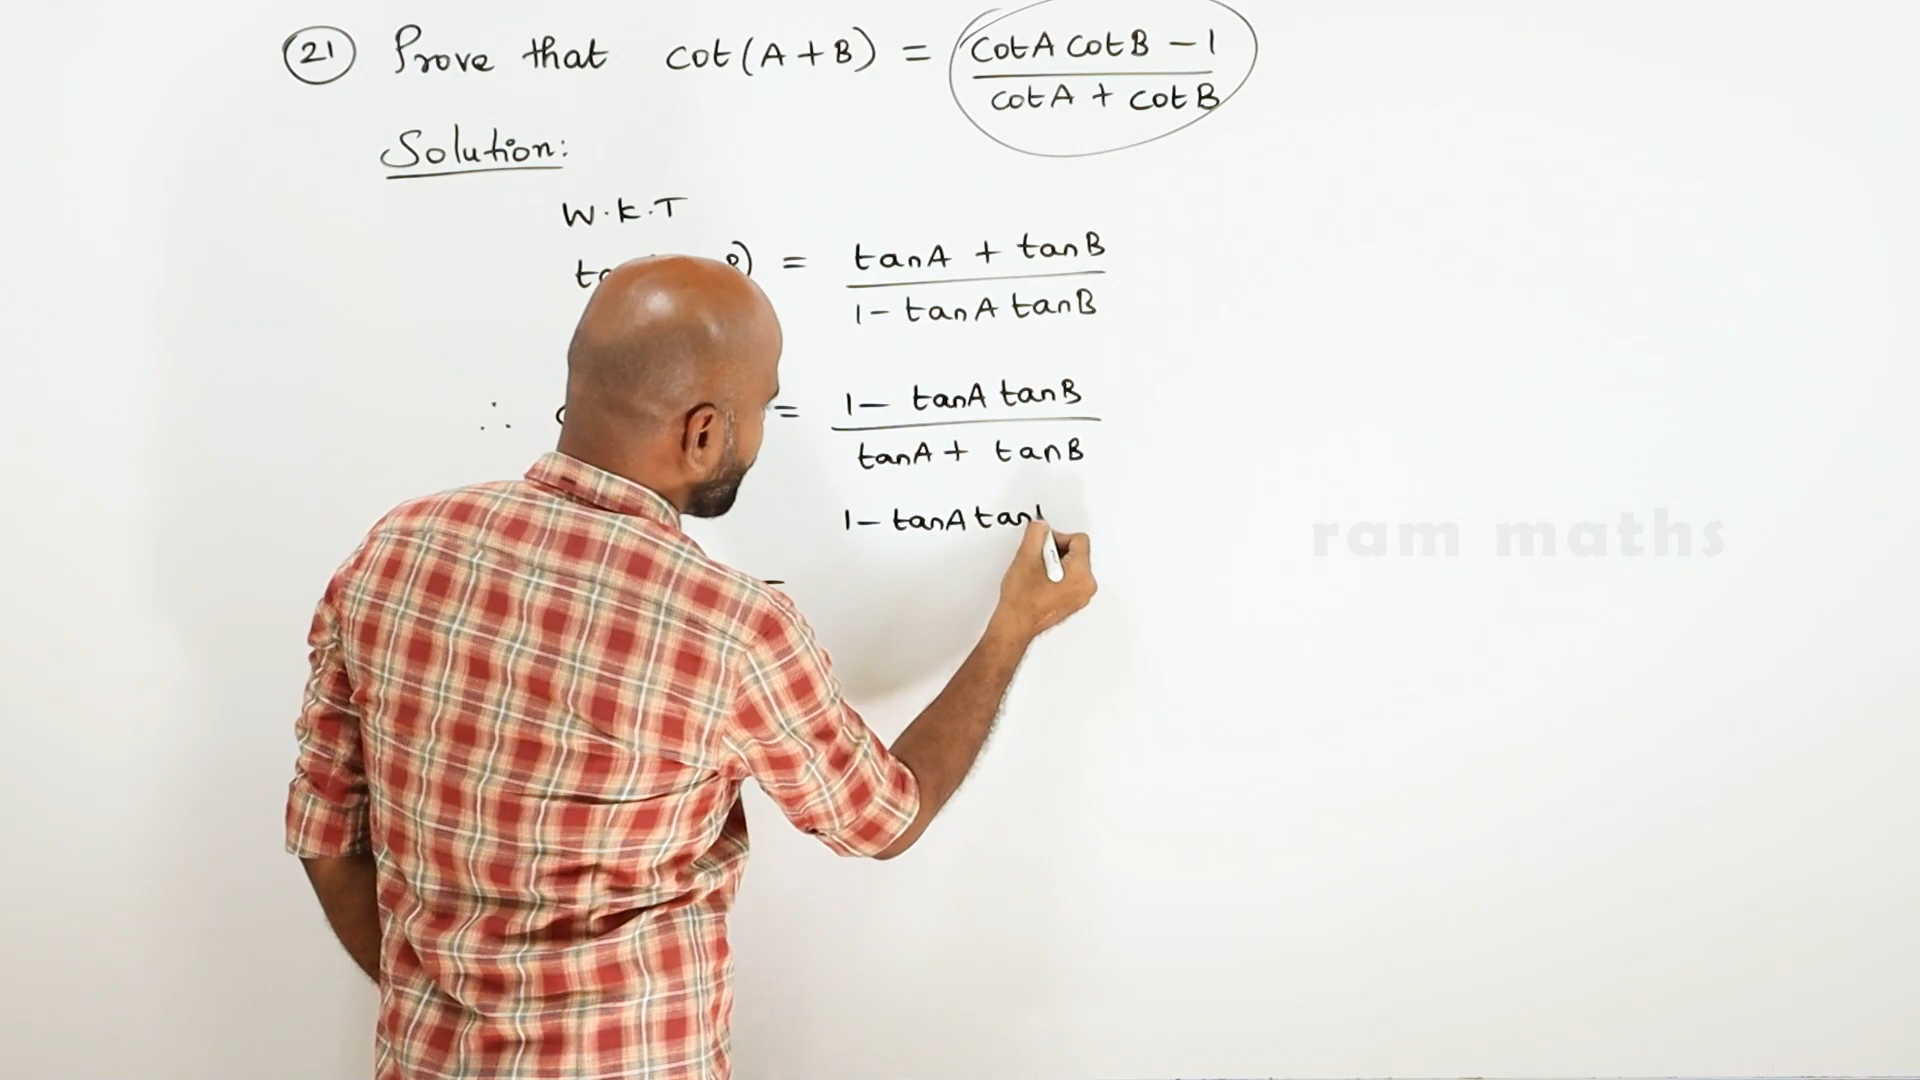 21 Prove that cot(A+B) = cotA cotB - 1
cotA + cotB
Solution:
W.K.T
= tanA + tanB
1 - tanA tanB
∴ = 1 - tanA tanB
tanA + tanB
1 - tanA
ram maths